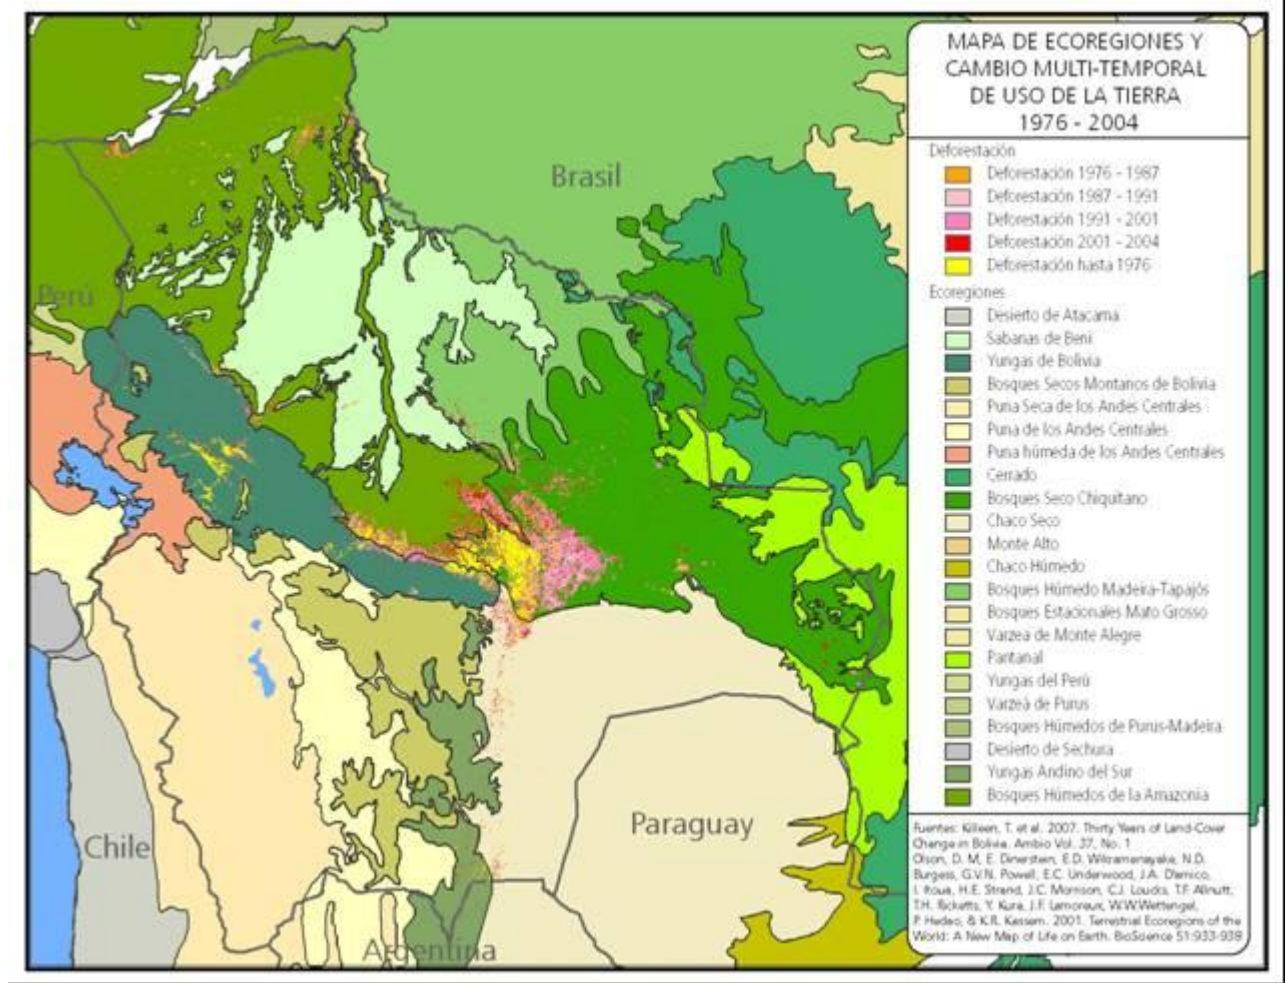 MAPA DE ECOREGIONES Y
CAMBIO MULTI-TEMPORAL
DE USO DE LA TIERRA
1976 - 2004
Deforestación
Deforestación 1976 - 1987
Deforestación 1987 - 1991
Deforestación 1991 - 2001
Deforestación 2001 - 2004
Deforestación hasta 1976
Ecoregiones
Desierto de Atacama
Sabanas de Beni
Yungas de Bolivia
Bosques Secos Montanos de Bolivia
Puna Seca de los Andes Centrales
Puna de los Andes Centrales
Puna húmeda de los Andes Centrales
Cerrado
Bosques Seco Chiquitano
Chaco Seco
Monte Alto
Chaco Húmedo
Bosques Húmedo Madeira-Tapajós
Bosques Estacionales Mato Grosso
Varzea de Monte Alegre
Pantanal
Yungas del Perú
Varzeá de Purus
Bosques Húmedos de Purus-Madeira
Desierto de Sechura
Yungas Andino del Sur
Bosques Húmedos de la Amazonia
Fuentes: Killeen, T. et al. 2007. Thirty Years of Land-Cover
Change in Bolivia. Ambio Vol. 37, No. 1
Olson, D. M, E. Dinerstein, E.D. Wikramanayake, N.D.
Burgess, G.V.N. Powell, E.C. Underwood, J.A. D'amico,
I. Itoua, H.E. Strand, J.C. Morrison, C.J. Loucks, T.F. Allnutt,
T.H. Ricketts, Y. Kura, J.F. Lamoreux, W.W.Wettengel,
P. Hedao, & K.R. Kassem. 2001. Terrestrial Ecoregions of the
World: A New Map of Life on Earth. BioScience 51:933-938
Brasil
Perú
Chile
Paraguay
Argentina